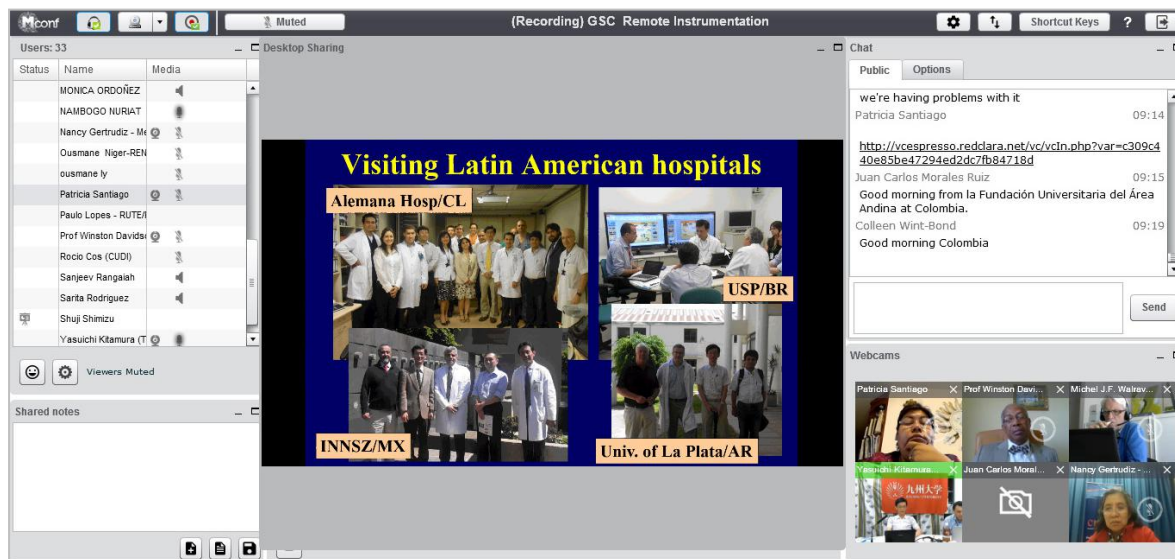 Mconf
Muted
(Recording) GSC Remote Instrumentation
Shortcut Keys
?
Users: 33
Status Name Media
MONICA ORDOÑEZ
NAMBOGO NURIAT
Nancy Gertrudiz - Me
Ousmane Niger-REN
ousmane ly
Patricia Santiago
Paulo Lopes - RUTE/
Prof Winston Davids
Rocio Cos (CUDI)
Sanjeev Rangaiah
Sarita Rodriguez
Shuji Shimizu
Yasuichi Kitamura (T
Viewers Muted
Shared notes
Desktop Sharing
Visiting Latin American hospitals
Alemana Hosp/CL
USP/BR
INNSZ/MX
Univ. of La Plata/AR
Chat
Public Options
we're having problems with it
Patricia Santiago 09:14
http://vcespresso.redclara.net/vc/vcIn.php?var=c309c4
40e85be47294ed2dc7fb84718d
Juan Carlos Morales Ruiz 09:15
Good morning from la Fundación Universitaria del Área
Andina at Colombia.
Colleen Wint-Bond 09:19
Good morning Colombia
Send
Webcams
Patricia Santiago
Prof Winston Davi...
Michel J.F. Walrav...
Yasuichi Kitamura...
Juan Carlos Moral...
Nancy Gertrudiz - ...
九州大学